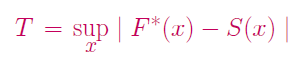 T = sup | F*(x) − S(x) |
x